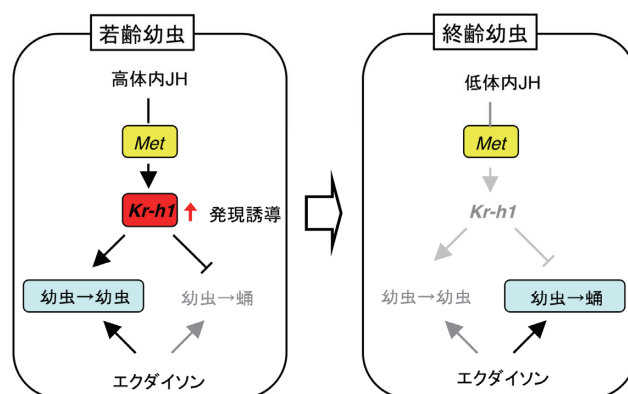 若齢幼虫
高体内JH
Met
Kr-h1
発現誘導
幼虫→幼虫
幼虫→蛹
エクダイソン
終齢幼虫
低体内JH
Met
Kr-h1
幼虫→幼虫
幼虫→蛹
エクダイソン